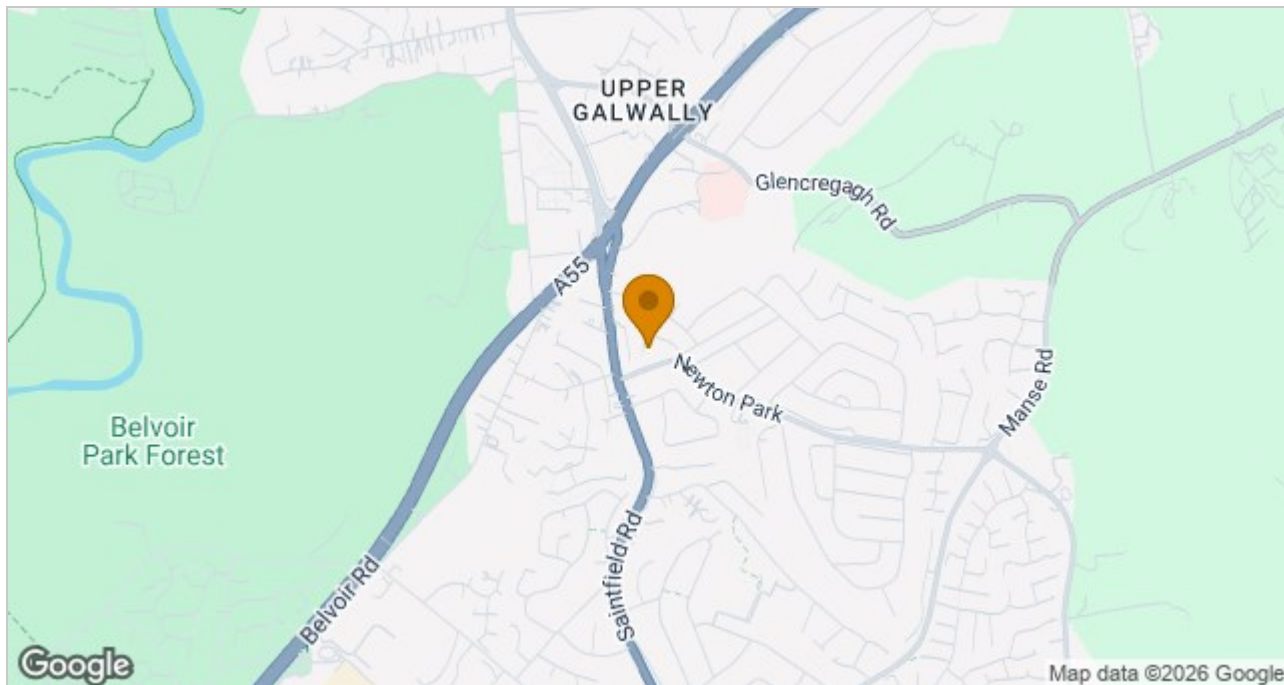 UPPER
GALWALLY
Glencregagh Rd
A55
Newton Park
Manse Rd
Belvoir
Park Forest
Saintfield Rd
Belvoir Rd
Google
Map data ©2026 Google